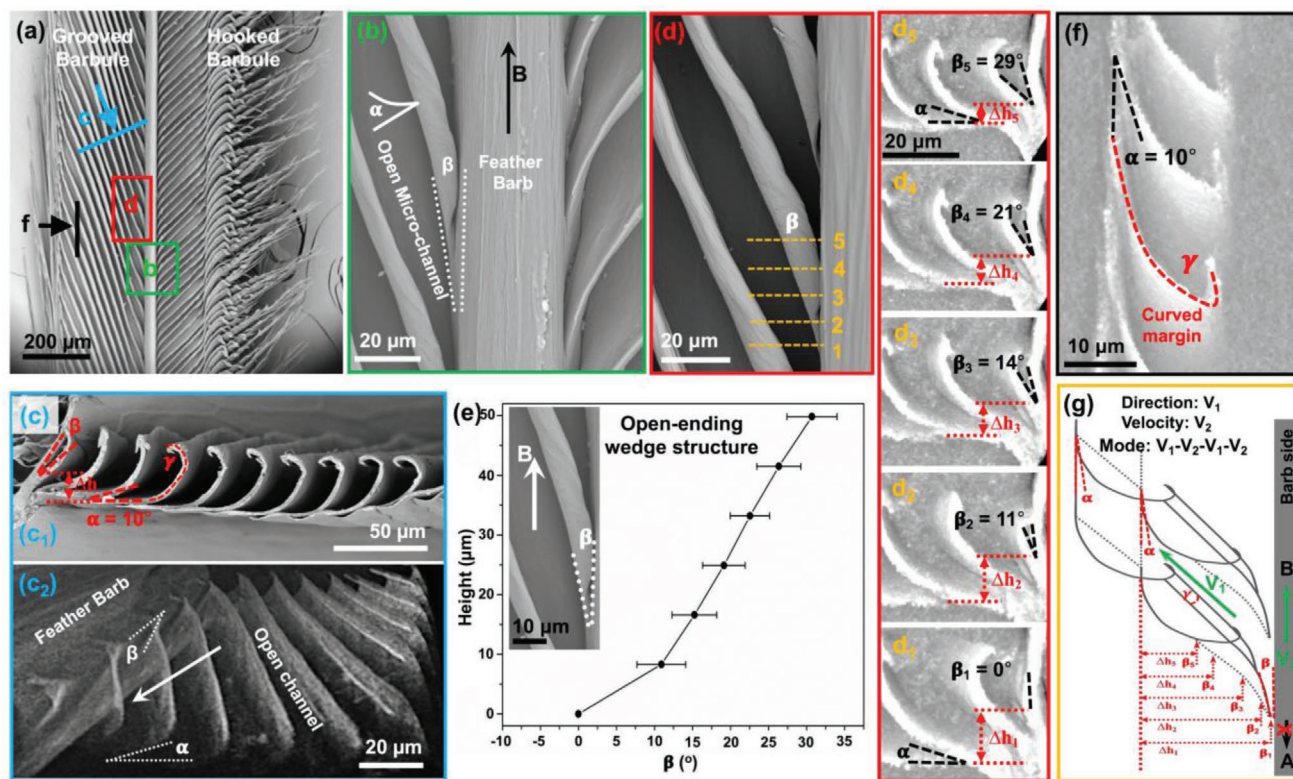 (a)
Grooved
Barbule
Hooked
Barbule
c
f
d
b
200 µm
(b)
B
α
β
Open Micro-channel
Feather
Barb
20 µm
(d)
β
5
4
3
2
1
20 µm
d₅
β₅ = 29°
Δh₅
α
20 µm
d₄
β₄ = 21°
Δh₄
d₃
β₃ = 14°
Δh₃
d₂
β₂ = 11°
Δh₂
d₁
β₁ = 0°
Δh₁
α
(f)
α = 10°
γ
Curved
margin
10 µm
(c)
β
γ
Δh
α = 10°
(c₁)
50 µm
(c₂)
Feather Barb
β
Open channel
α
20 µm
(e)
Open-ending
wedge structure
B
β
10 µm
Height (µm)
50
40
30
20
10
0
-10 -5 0 5 10 15 20 25 30 35
β (°)
(g)
Direction: V₁
Velocity: V₂
Mode: V₁-V₂-V₁-V₂
Barb side
α
α
B
V₁
γ
V₂
Δh₅ β₅
β
Δh₄ β₄
Δh₃ β₃
Δh₂ β₂
Δh₁ β₁
A